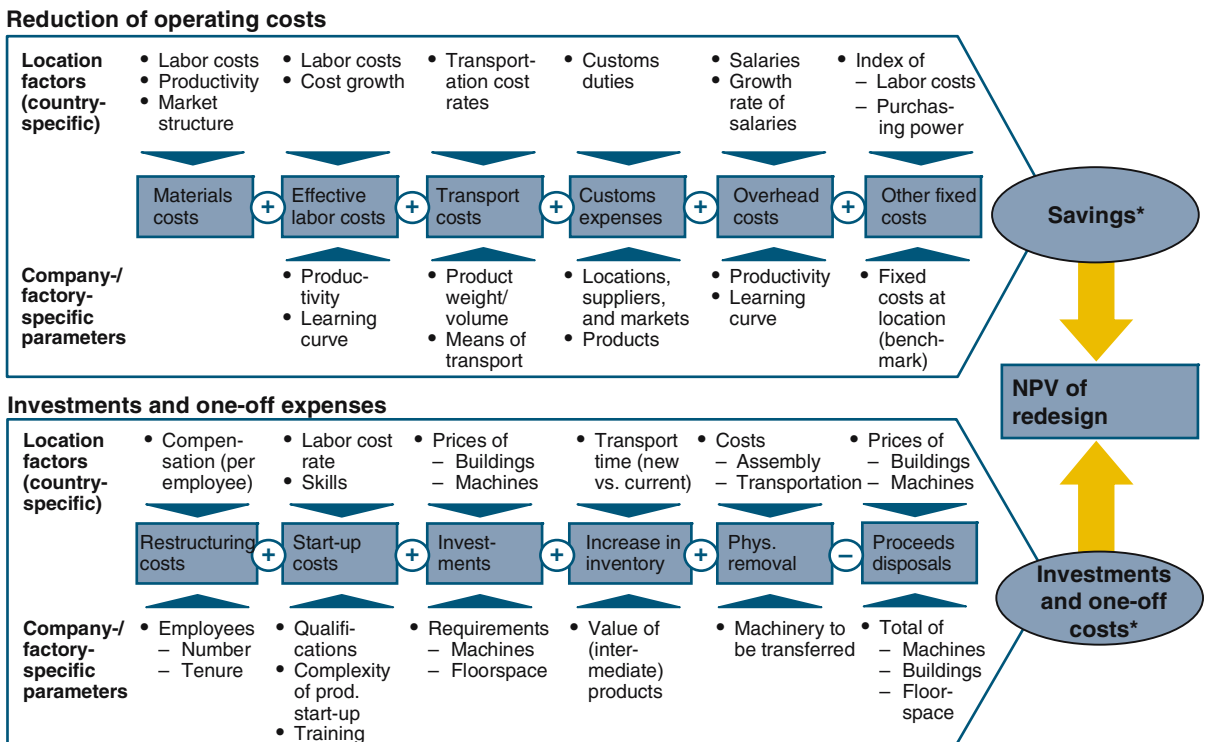 Reduction of operating costs
Location
factors
(country-
specific)
• Labor costs
• Productivity
• Market
structure
• Labor costs
• Cost growth
• Transport-
ation cost
rates
• Customs
duties
• Salaries
• Growth
rate of
salaries
• Index of
– Labor costs
– Purchas-
ing power
Materials
costs
+
Effective
labor costs
+
Transport
costs
+
Customs
expenses
+
Overhead
costs
+
Other fixed
costs
Savings*
Company-/
factory-
specific
parameters
• Produc-
tivity
• Learning
curve
• Product
weight/
volume
• Means of
transport
• Locations,
suppliers,
and markets
• Products
• Productivity
• Learning
curve
• Fixed
costs at
location
(bench-
mark)
NPV of
redesign
Investments and one-off expenses
Location
factors
(country-
specific)
• Compen-
sation (per
employee)
• Labor cost
rate
• Skills
• Prices of
– Buildings
– Machines
• Transport
time (new
vs. current)
• Costs
– Assembly
– Transportation
• Prices of
– Buildings
– Machines
Restructuring
costs
+
Start-up
costs
+
Invest-
ments
+
Increase in
inventory
+
Phys.
removal
–
Proceeds
disposals
Investments
and one-off
costs*
Company-/
factory-
specific
parameters
• Employees
– Number
– Tenure
• Qualifi-
cations
• Complexity
of prod.
start-up
• Training
• Requirements
– Machines
– Floorspace
• Value of
(inter-
mediate)
products
• Machinery to
be transferred
• Total of
– Machines
– Buildings
– Floor-
space